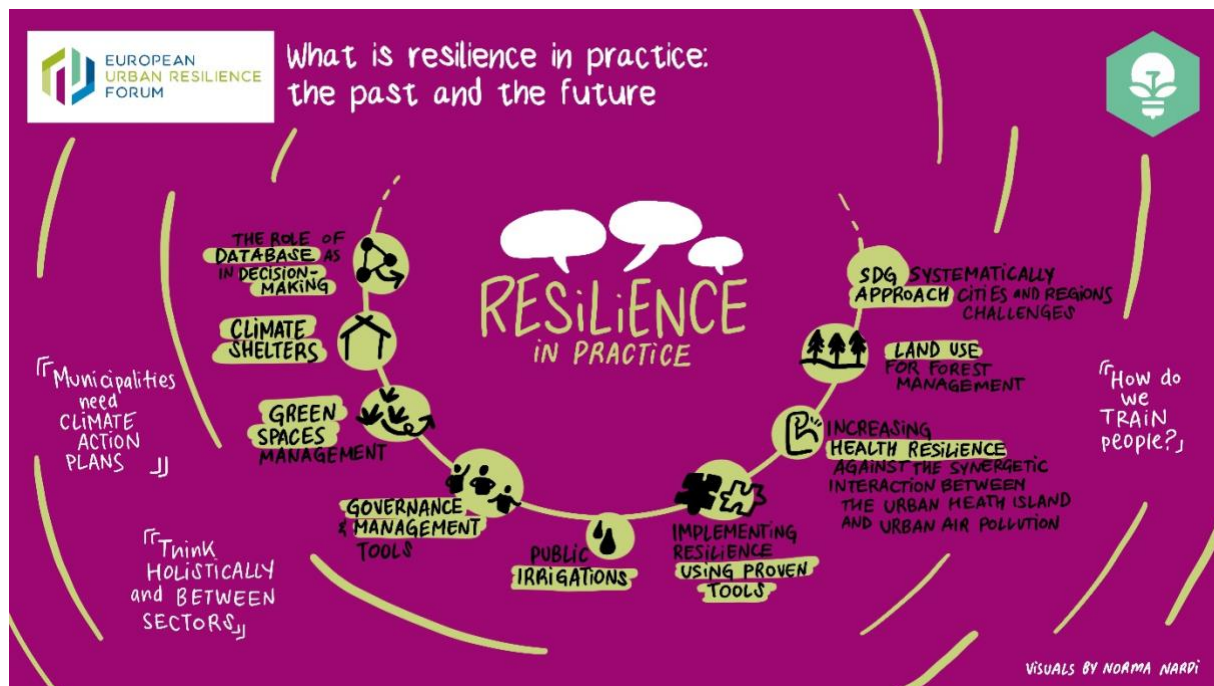 EUROPEAN
URBAN RESILIENCE
FORUM
What is resilience in practice:
the past and the future
THE ROLE OF
DATABASE AS
IN DECISION-
MAKING
CLIMATE
SHELTERS
GREEN
SPACES
MANAGEMENT
GOVERNANCE
& MANAGEMENT
TOOLS
PUBLIC
IRRIGATIONS
IMPLEMENTING
RESILIENCE
USING PROVEN
TOOLS
INCREASING
HEALTH RESILIENCE
AGAINST THE SYNERGETIC
INTERACTION BETWEEN
THE URBAN HEATH ISLAND
AND URBAN AIR POLLUTION
LAND USE
FOR FOREST
MANAGEMENT
SDG SYSTEMATICALLY
APPROACH CITIES AND REGIONS
CHALLENGES
RESILIENCE
IN PRACTICE
"Municipalities
need
CLIMATE
ACTION
PLANS"
"Think
HOLISTICALLY
and BETWEEN
SECTORS"
"How do
we
TRAIN
people?"
VISUALS BY NORMA NARDI